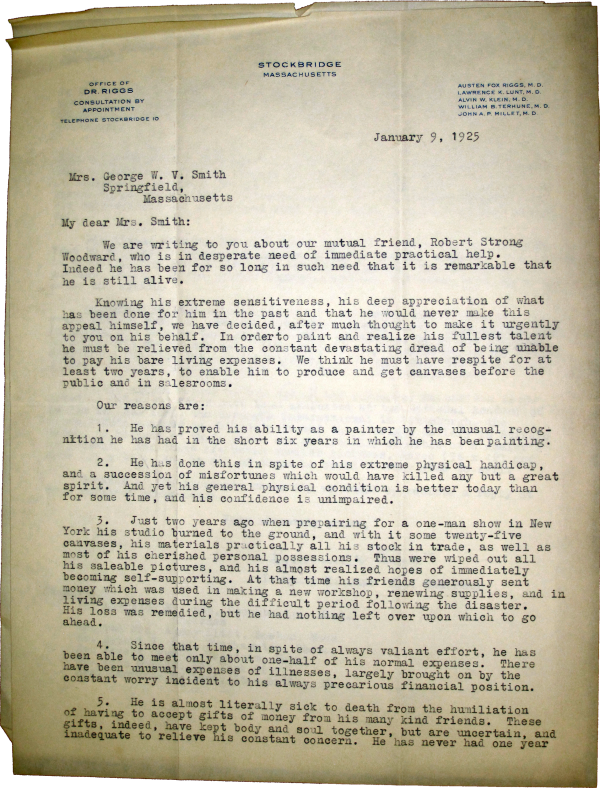 STOCKBRIDGE
MASSACHUSETTS
OFFICE OF
DR. RIGGS
CONSULTATION BY
APPOINTMENT
TELEPHONE STOCKBRIDGE 10
AUSTEN FOX RIGGS, M. D.
LAWRENCE K. LUNT, M. D.
ALVIN W. KLEIN, M. D.
WILLIAM B. TERHUNE, M. D.
JOHN A. P. MILLET, M. D.
January 9, 1925
Mrs. George W. V. Smith
Springfield,
Massachusetts
My dear Mrs. Smith:
We are writing to you about our mutual friend, Robert Strong
Woodward, who is in desperate need of immediate practical help.
Indeed he has been for so long in such need that it is remarkable that
he is still alive.
Knowing his extreme sensitiveness, his deep appreciation of what
has been done for him in the past and that he would never make this
appeal himself, we have decided, after much thought to make it urgently
to you on his behalf. In orderto paint and realize his fullest talent
he must be relieved from the constant devastating dread of being unable
to pay his bare living expenses. We think he must have respite for at
least two years, to enable him to produce and get canvases before the
public and in salesrooms.
Our reasons are:
1. He has proved his ability as a painter by the unusual recog-
nition he has had in the short six years in which he has beenpainting.
2. He has done this in spite of his extreme physical handicap,
and a succession of misfortunes which would have killed any but a great
spirit. And yet his general physical condition is better today than
for some time, and his confidence is unimpaired.
3. Just two years ago when prepairing for a one-man show in New
York his studio burned to the ground, and with it some twenty-five
canvases, his materials practically all his stock in trade, as well as
most of his cherished personal possessions. Thus were wiped out all
his saleable pictures, and his almost realized hopes of immediately
becoming self-supporting. At that time his friends generously sent
money which was used in making a new workshop, renewing supplies, and in
living expenses during the difficult period following the disaster.
His loss was remedied, but he had nothing left over upon which to go
ahead.
4. Since that time, in spite of always valiant effort, he has
been able to meet only about one-half of his normal expenses. There
have been unusual expenses of illnesses, largely brought on by the
constant worry incident to his always precarious financial position.
5. He is almost literally sick to death from the humiliation
of having to accept gifts of money from his many kind friends. These
gifts, indeed, have kept body and soul together, but are uncertain, and
inadequate to relieve his constant concern. He has never had one year